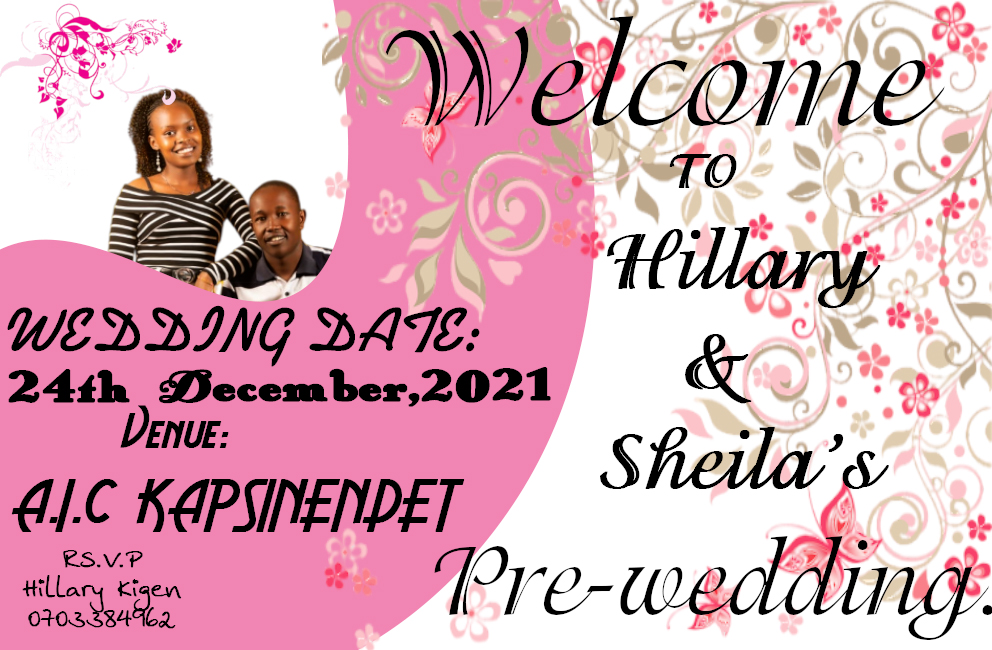 Welcome
TO
Hillary
&
Sheila's
Pre-wedding.
WEDDING DATE:
24th December,2021
VENUE:
A.I.C KAPSINENDET
R.S.V.P
Hillary Kigen
0703384962